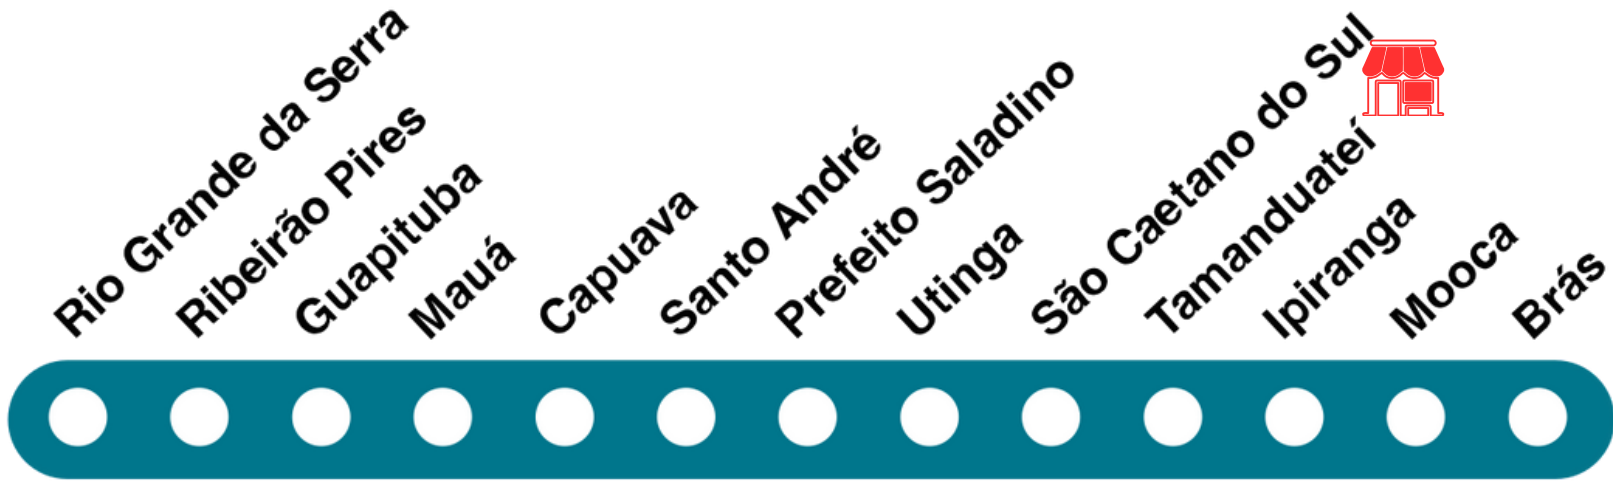 Rio Grande da Serra
Ribeirão Pires
Guapituba
Mauá
Capuava
Santo André
Prefeito Saladino
Utinga
São Caetano do Sul
Tamanduateí
Ipiranga
Mooca
Brás